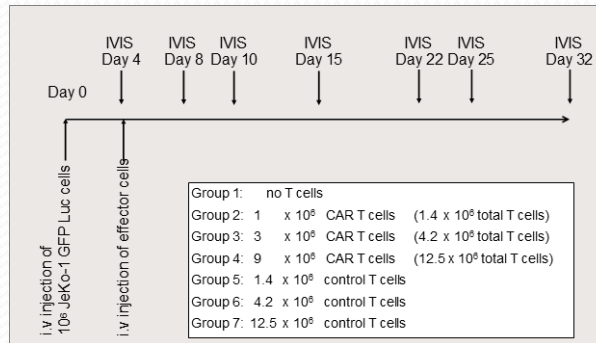 IVIS IVIS IVIS IVIS IVIS IVIS IVIS
Day 4 Day 8 Day 10 Day 15 Day 22 Day 25 Day 32
Day 0
i.v injection of
10⁶ JeKo-1 GFP Luc cells
i.v injection of effector cells
Group 1: no T cells
Group 2: 1 x 10⁶ CAR T cells (1.4 x 10⁶ total T cells)
Group 3: 3 x 10⁶ CAR T cells (4.2 x 10⁶ total T cells)
Group 4: 9 x 10⁶ CAR T cells (12.5 x 10⁶ total T cells)
Group 5: 1.4 x 10⁶ control T cells
Group 6: 4.2 x 10⁶ control T cells
Group 7: 12.5 x 10⁶ control T cells